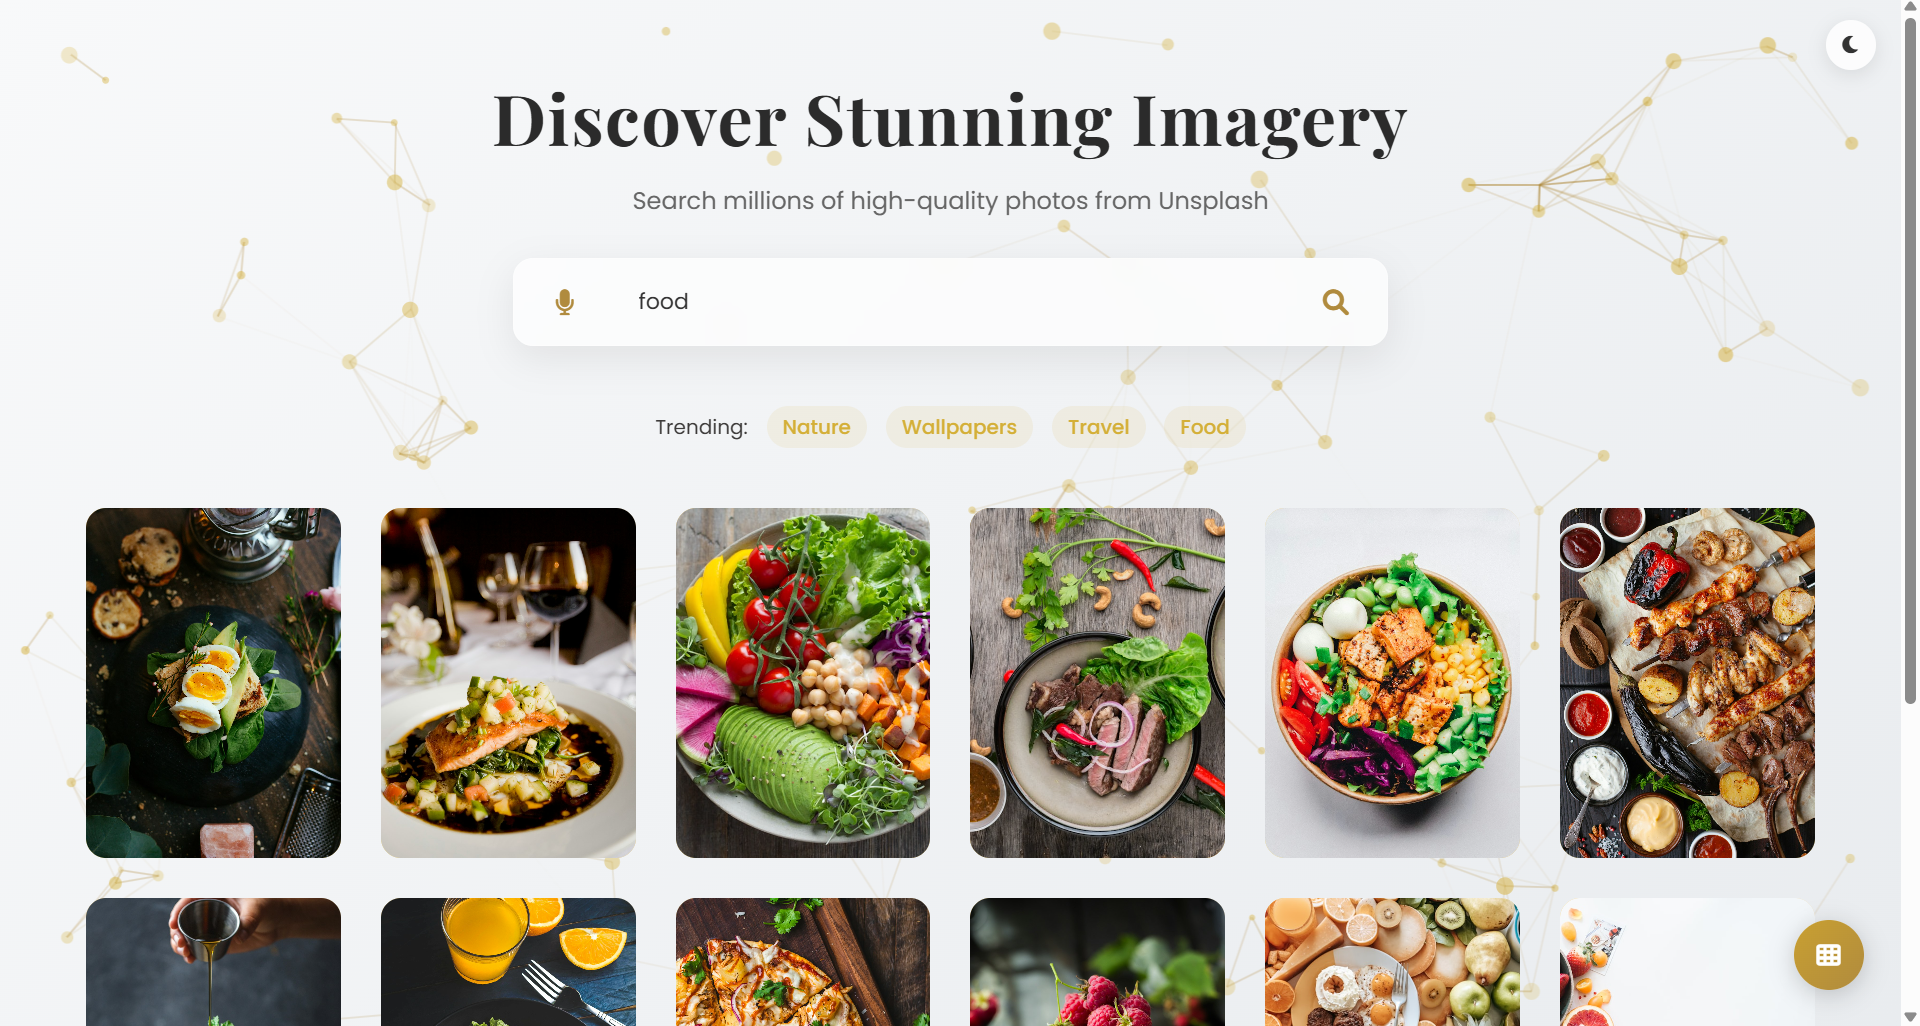 Discover Stunning Imagery
Search millions of high-quality photos from Unsplash
food
Trending: Nature Wallpapers Travel Food